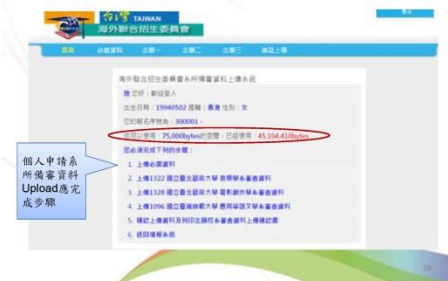 台灣 TAIWAN
海外聯合招生委員會
登出
首頁 必繳資料 志願一 志願二 志願三 確認上傳
海外聯合招生委員會系所備審資料上傳系統
您好，歡迎登入
出生日期：19940502 國籍：香港 性別：女
您的報名序號為：300001 -
您可以使用：75,000bytes的空間，已經使用：45,104,416bytes
您必須完成下列的步驟：
1. 上傳必繳資料
2. 上傳1322 國立臺北藝術大學 音樂學系審查資料
3. 上傳1328 國立臺北藝術大學 電影創作學系審查資料
4. 上傳1096 國立臺灣師範大學 應用華語文學系審查資料
5. 確認上傳資料及列印志願校系審查資料上傳確認書
6. 返回填報系統
個人申請系
所備審資料
Upload應完
成步驟